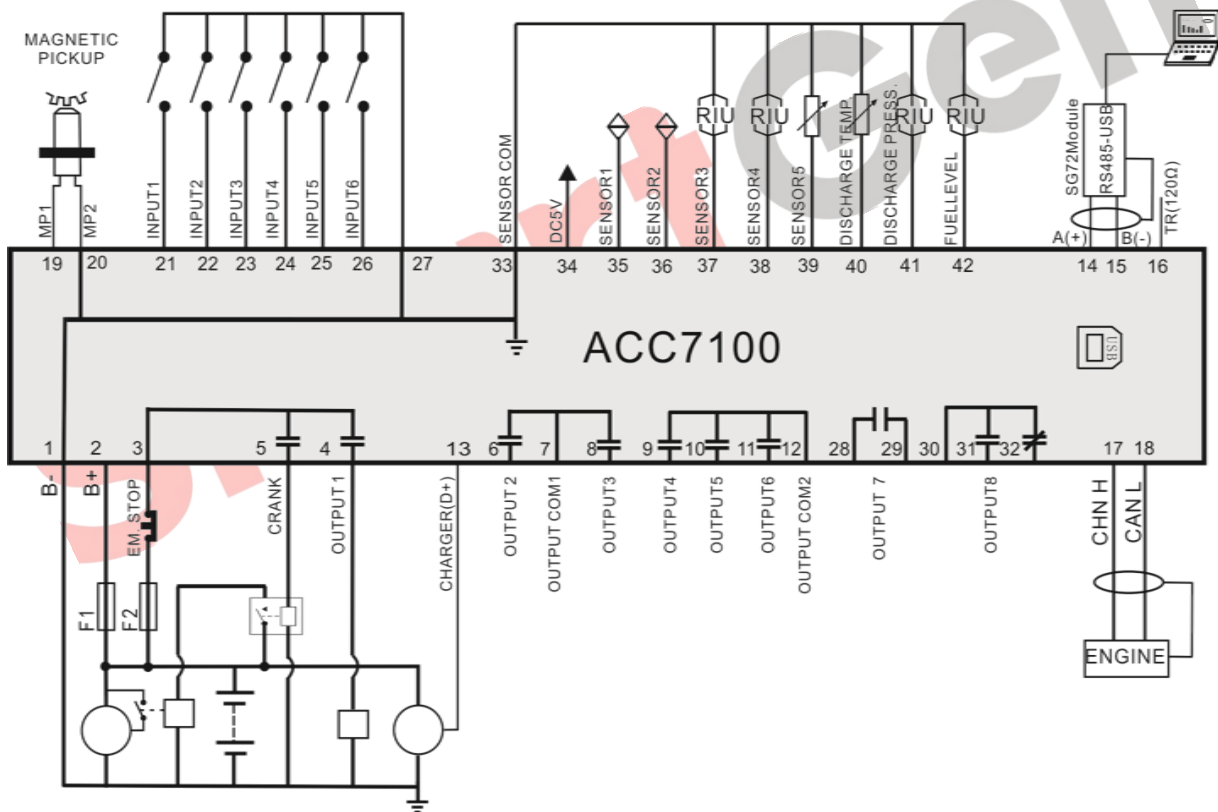 MAGNETIC
PICKUP
MP1
MP2
INPUT1
INPUT2
INPUT3
INPUT4
INPUT5
INPUT6
SENSOR COM
DC5V
SENSOR1
SENSOR2
SENSOR3
SENSOR4
SENSOR5
DISCHARGE TEMP.
DISCHARGE PRESS.
FUELLEVEL
RIU
RIU
RIU
RIU
SG72Module
RS485-USB
A(+)
B(-)
TR(120Ω)
19 20 21 22 23 24 25 26 27 33 34 35 36 37 38 39 40 41 42 14 15 16
ACC7100
USB
1 2 3 5 4 13 6 7 8 9 10 11 12 28 29 30 31 32 17 18
B-
B+
EM. STOP
CRANK
OUTPUT 1
CHARGER(D+)
OUTPUT 2
OUTPUT COM1
OUTPUT3
OUTPUT4
OUTPUT5
OUTPUT6
OUTPUT COM2
OUTPUT 7
OUTPUT8
CHN H
CAN L
F1
F2
ENGINE